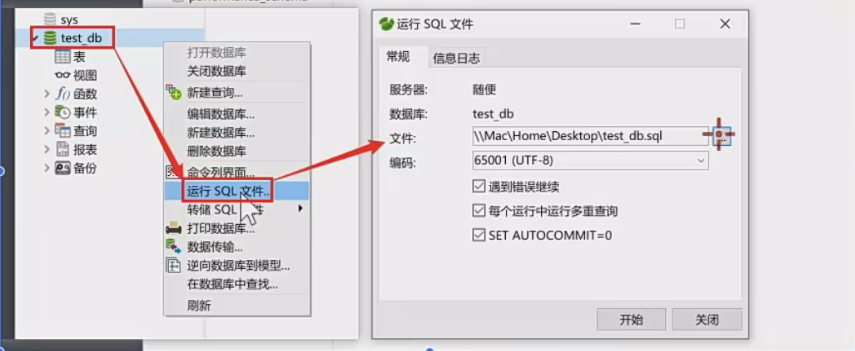 performance_schema
sys
test_db
表
视图
函数
事件
查询
报表
备份
打开数据库
关闭数据库
新建查询...
编辑数据库...
新建数据库...
删除数据库
命令列界面...
运行 SQL 文件...
转储 SQL 文件
打印数据库...
数据传输...
逆向数据库到模型...
在数据库中查找...
刷新
运行 SQL 文件
常规
信息日志
服务器:
随便
数据库:
test_db
文件:
\\Mac\Home\Desktop\test_db.sql
...
编码:
65001 (UTF-8)
遇到错误继续
每个运行中运行多重查询
SET AUTOCOMMIT=0
开始
关闭